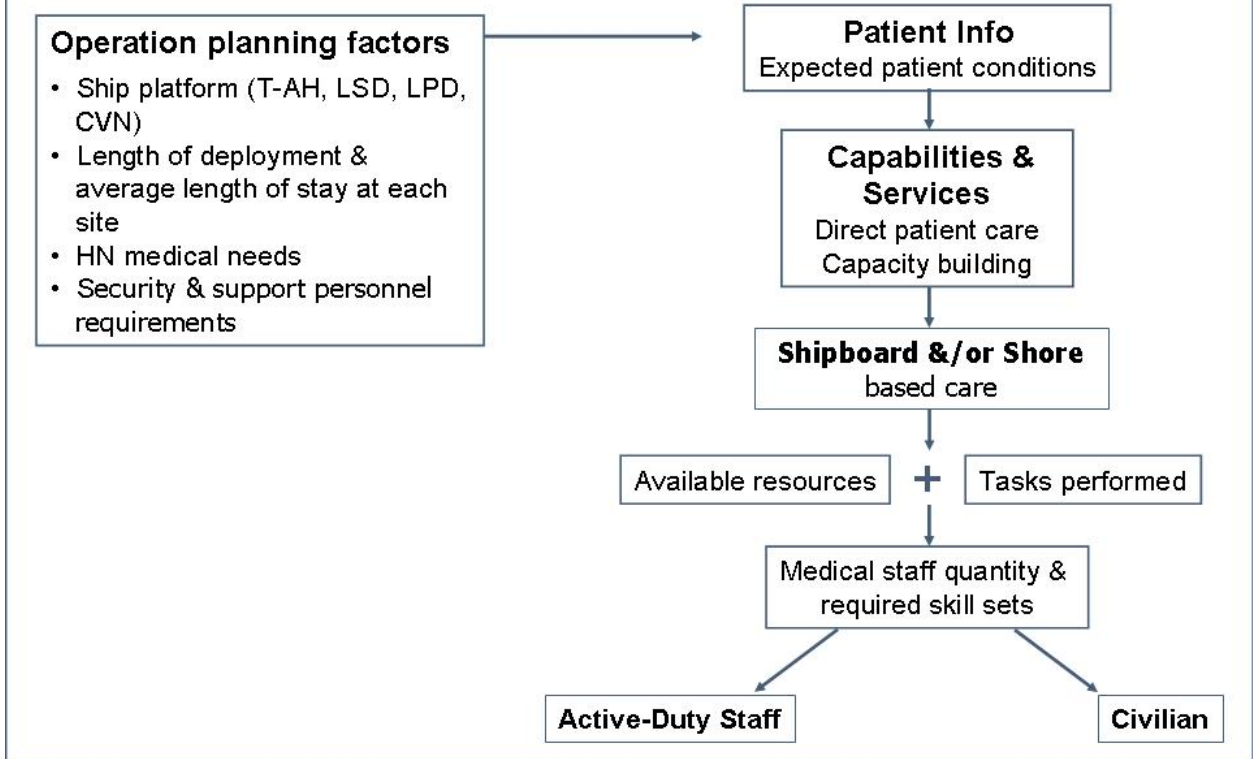 Operation planning factors
• Ship platform (T-AH, LSD, LPD,
CVN)
• Length of deployment &
average length of stay at each
site
• HN medical needs
• Security & support personnel
requirements
Patient Info
Expected patient conditions
Capabilities &
Services
Direct patient care
Capacity building
Shipboard &/or Shore
based care
Available resources
+
Tasks performed
Medical staff quantity &
required skill sets
Active-Duty Staff
Civilian